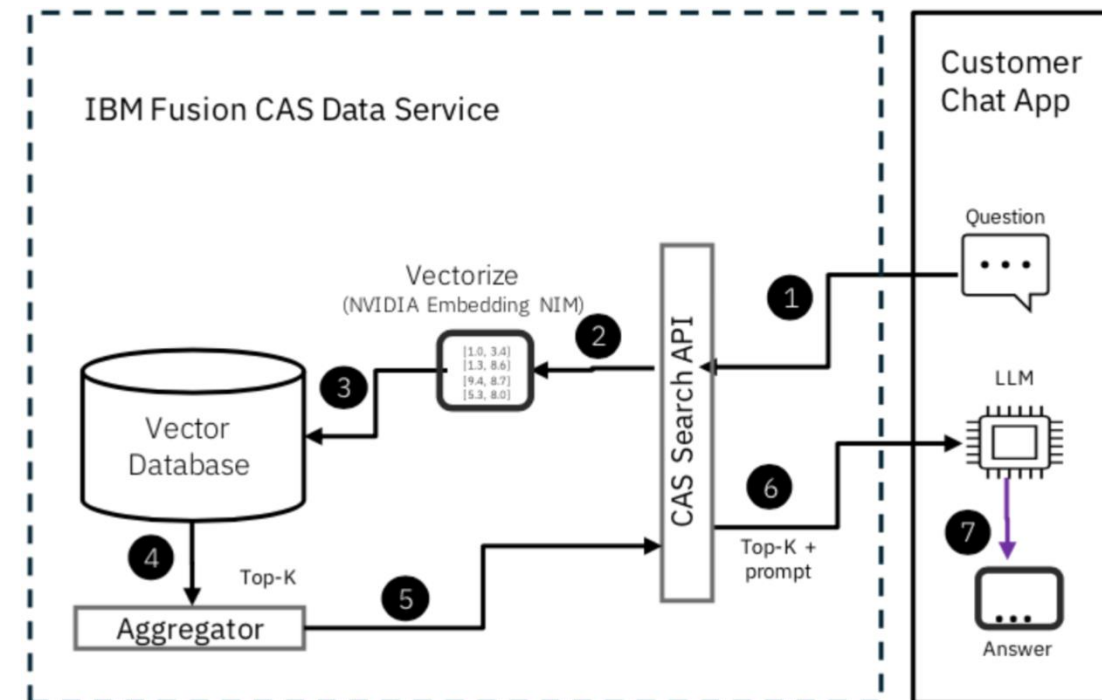 IBM Fusion CAS Data Service
Customer
Chat App
Question
1
Vectorize
(NVIDIA Embedding NIM)
2
[1.0, 3.4]
[1.3, 8.6]
[9.4, 8.7]
[5.3, 8.0]
3
CAS Search API
LLM
Vector
Database
6
Top-K +
prompt
7
4
Top-K
5
Aggregator
Answer